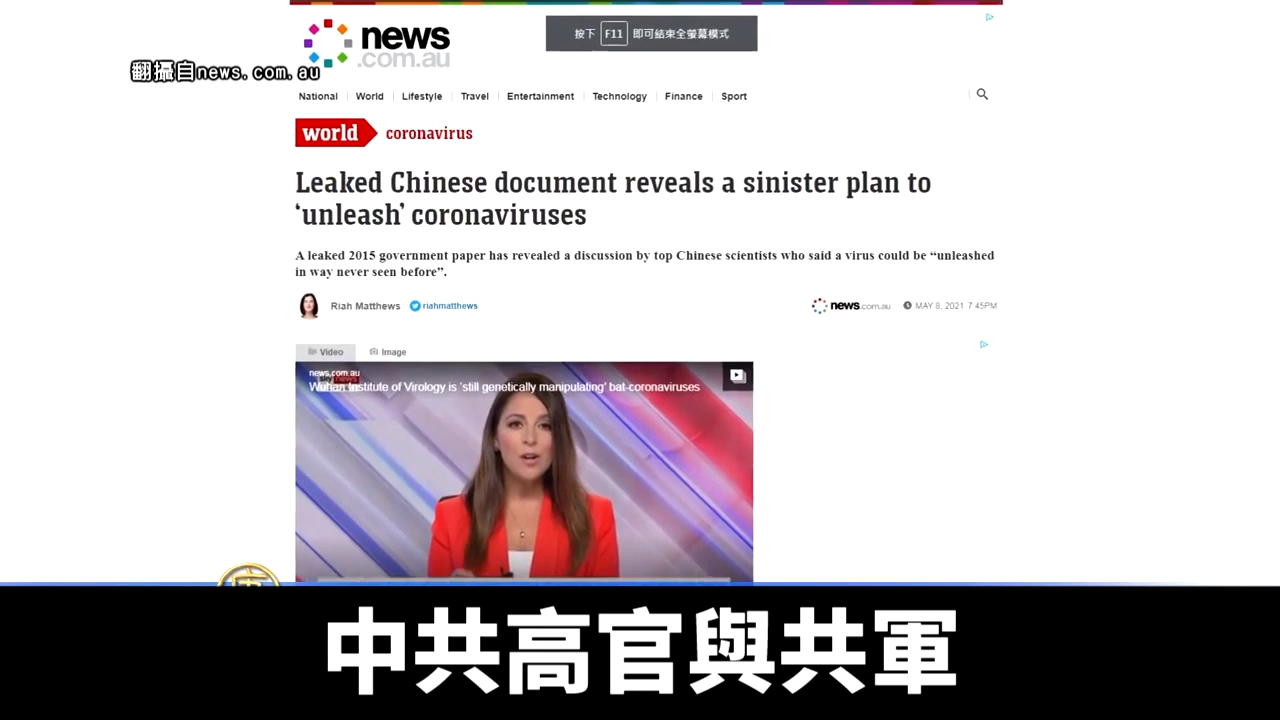 news
.com.au
按下 F11 即可結束全螢幕模式
翻攝自news.com.au
National World Lifestyle Travel Entertainment Technology Finance Sport
world coronavirus
Leaked Chinese document reveals a sinister plan to
‘unleash’ coronaviruses
A leaked 2015 government paper has revealed a discussion by top Chinese scientists who said a virus could be “unleashed
in way never seen before”.
Riah Matthews riahmatthews news.com.au MAY 8, 2021 7:45PM
Video Image
news.com.au
news
Wuhan Institute of Virology is 'still genetically manipulating' bat-coronaviruses
中共高官與共軍